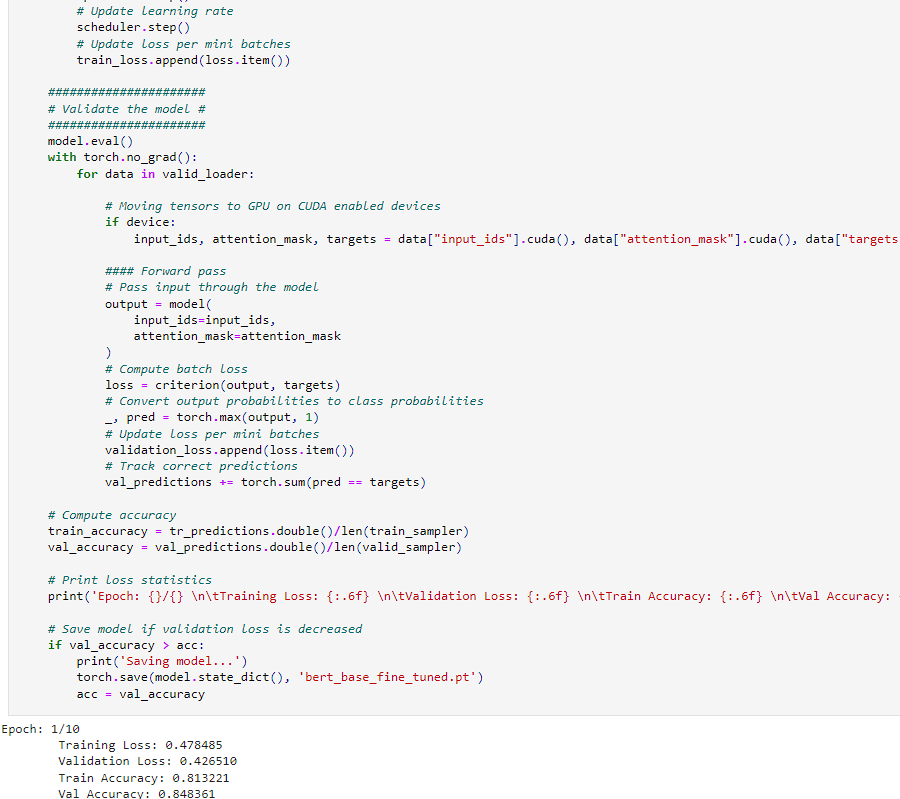 # Update learning rate
scheduler.step()
# Update loss per mini batches
train_loss.append(loss.item())
######################
# Validate the model #
######################
model.eval()
with torch.no_grad():
for data in valid_loader:
# Moving tensors to GPU on CUDA enabled devices
if device:
input_ids, attention_mask, targets = data["input_ids"].cuda(), data["attention_mask"].cuda(), data["targets
#### Forward pass
# Pass input through the model
output = model(
input_ids=input_ids,
attention_mask=attention_mask
)
# Compute batch loss
loss = criterion(output, targets)
# Convert output probabilities to class probabilities
_, pred = torch.max(output, 1)
# Update loss per mini batches
validation_loss.append(loss.item())
# Track correct predictions
val_predictions += torch.sum(pred == targets)
# Compute accuracy
train_accuracy = tr_predictions.double()/len(train_sampler)
val_accuracy = val_predictions.double()/len(valid_sampler)
# Print loss statistics
print('Epoch: {}/{} \n\tTraining Loss: {:.6f} \n\tValidation Loss: {:.6f} \n\tTrain Accuracy: {:.6f} \n\tVal Accuracy:
# Save model if validation loss is decreased
if val_accuracy > acc:
print('Saving model...')
torch.save(model.state_dict(), 'bert_base_fine_tuned.pt')
acc = val_accuracy
Epoch: 1/10
Training Loss: 0.478485
Validation Loss: 0.426510
Train Accuracy: 0.813221
Val Accuracy: 0.848361